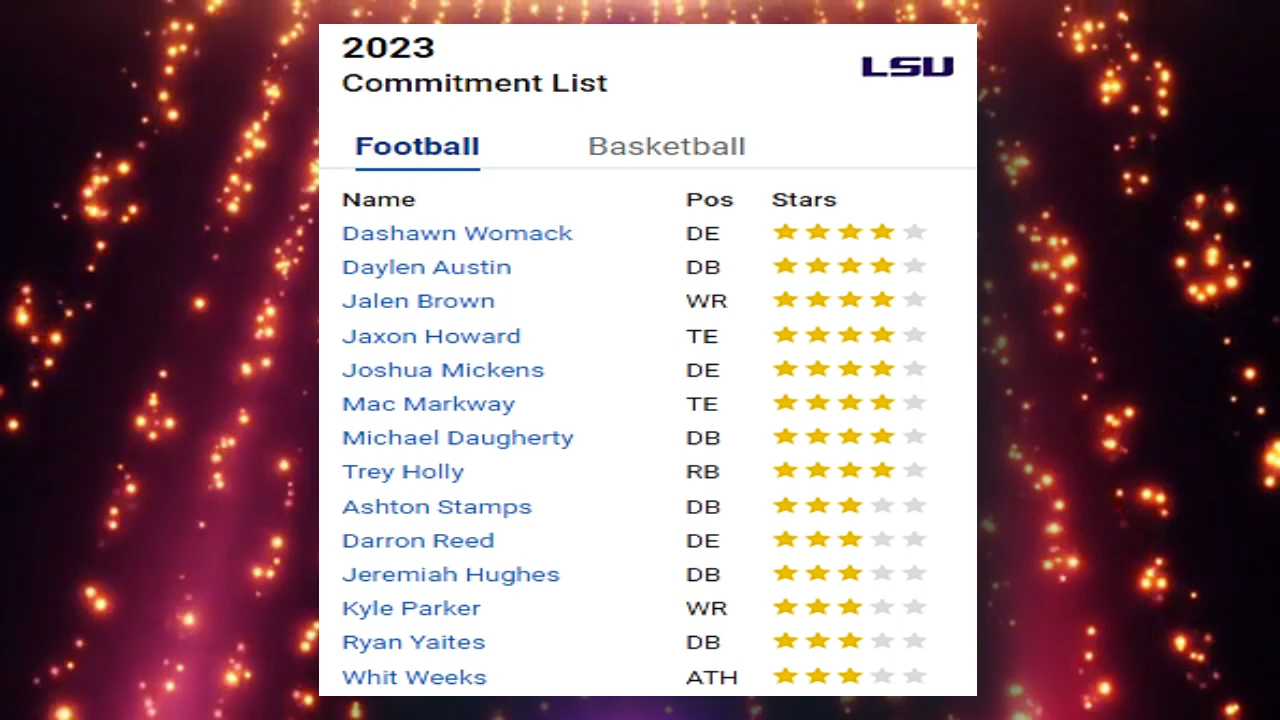 2023
LSU
Commitment List
Football Basketball
Name Pos Stars
Dashawn Womack DE
Daylen Austin DB
Jalen Brown WR
Jaxon Howard TE
Joshua Mickens DE
Mac Markway TE
Michael Daugherty DB
Trey Holly RB
Ashton Stamps DB
Darron Reed DE
Jeremiah Hughes DB
Kyle Parker WR
Ryan Yaites DB
Whit Weeks ATH